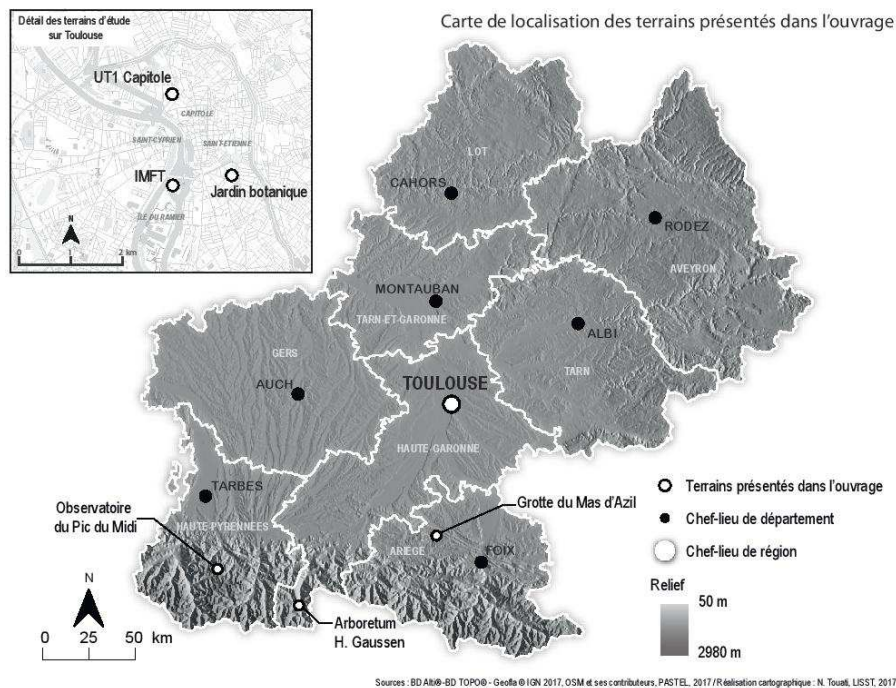 Carte de localisation des terrains présentés dans l'ouvrage
Détail des terrains d'étude
sur Toulouse
UT1 Capitole
CAPITOLE
SAINT-CYPRIEN
SAINT-ETIENNE
IMFT
Jardin botanique
ÎLE DU RAMIER
N
0 1 2 km
LOT
CAHORS
RODEZ
AVEYRON
MONTAUBAN
TARN-ET-GARONNE
ALBI
TARN
GERS
AUCH
TOULOUSE
HAUTE-GARONNE
TARBES
HAUTE-PYRENNÉES
Observatoire
du Pic du Midi
Grotte du Mas d'Azil
ARIEGE
FOIX
Arboretum
H. Gaussen
N
0 25 50 km
Terrains présentés dans l'ouvrage
Chef-lieu de département
Chef-lieu de région
Relief
50 m
2980 m
Sources : BD Alti®-BD TOPO® - Geofla ® IGN 2017, OSM et ses contributeurs, PASTEL, 2017 / Réalisation cartographique : N. Touati, LISST, 2017